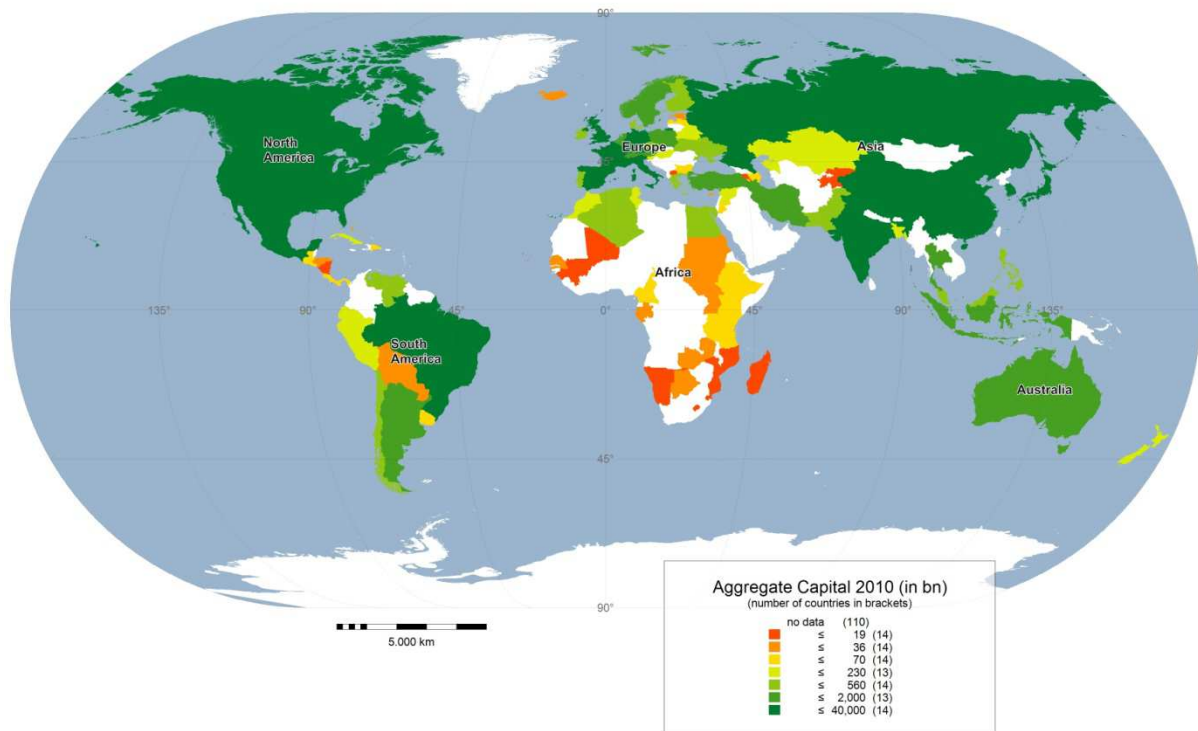 90°
North
America
Europe
Asia
45°
Africa
135°
90°
45°
0°
45°
90°
135°
South
America
Australia
45°
45°
90°
5.000 km
Aggregate Capital 2010 (in bn)
(number of countries in brackets)
no data (110)
≤ 19 (14)
≤ 36 (14)
≤ 70 (14)
≤ 230 (13)
≤ 560 (14)
≤ 2,000 (13)
≤ 40,000 (14)